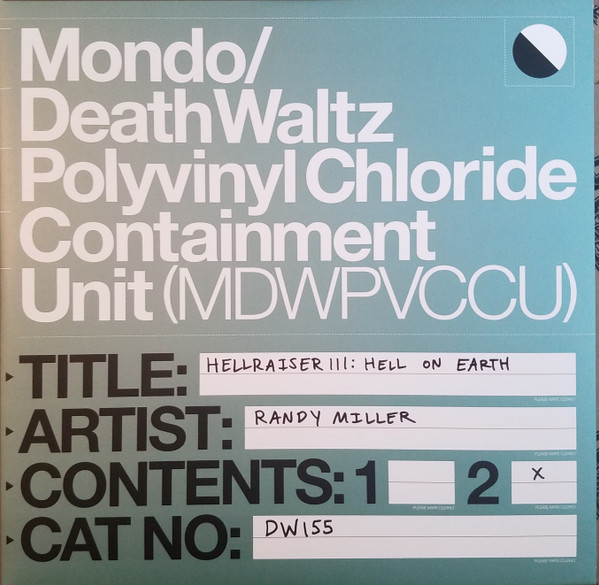 Mondo/
DeathWaltz
Polyvinyl Chloride
Containment
Unit (MDWPVCCU)
TITLE: HELLRAISER III: HELL ON EARTH
ARTIST: RANDY MILLER
CONTENTS: 1 2 X
CAT NO: DW155